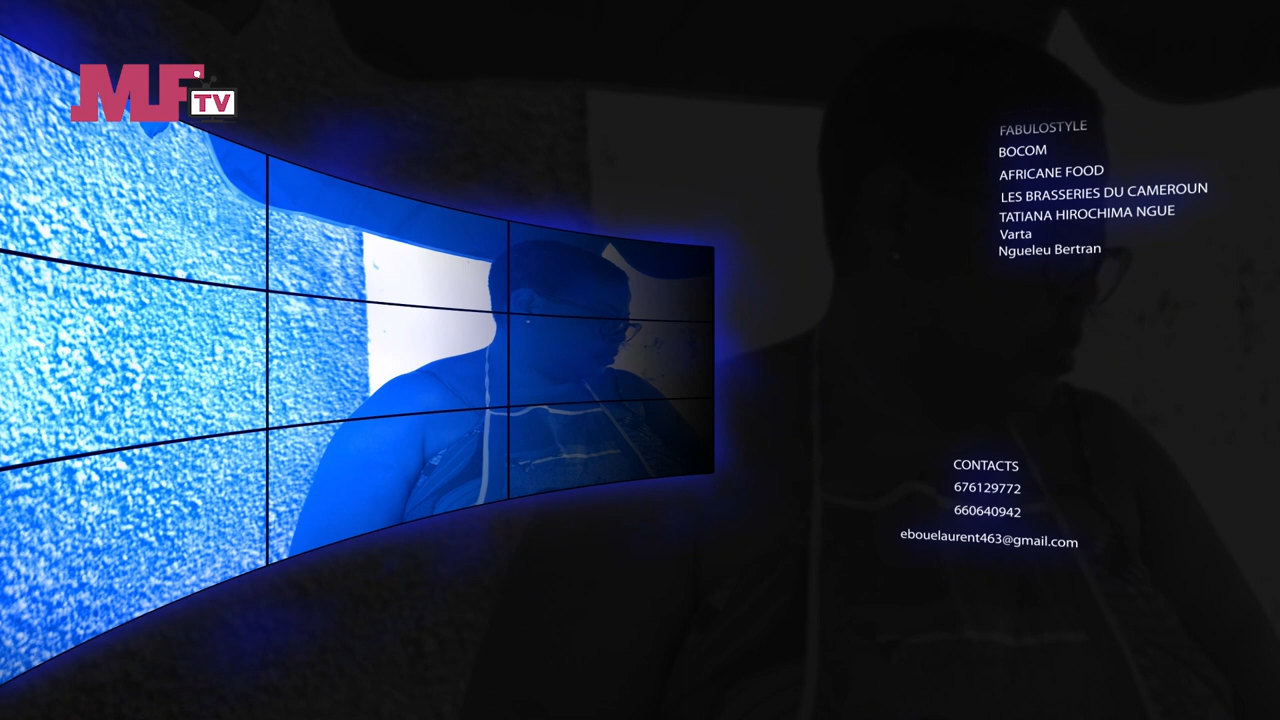 MF
TV
FABULOSTYLE
BOCOM
AFRICANE FOOD
LES BRASSERIES DU CAMEROUN
TATIANA HIROCHIMA NGUE
Varta
Ngueleu Bertran
CONTACTS
676129772
660640942
ebouelaurent463@gmail.com